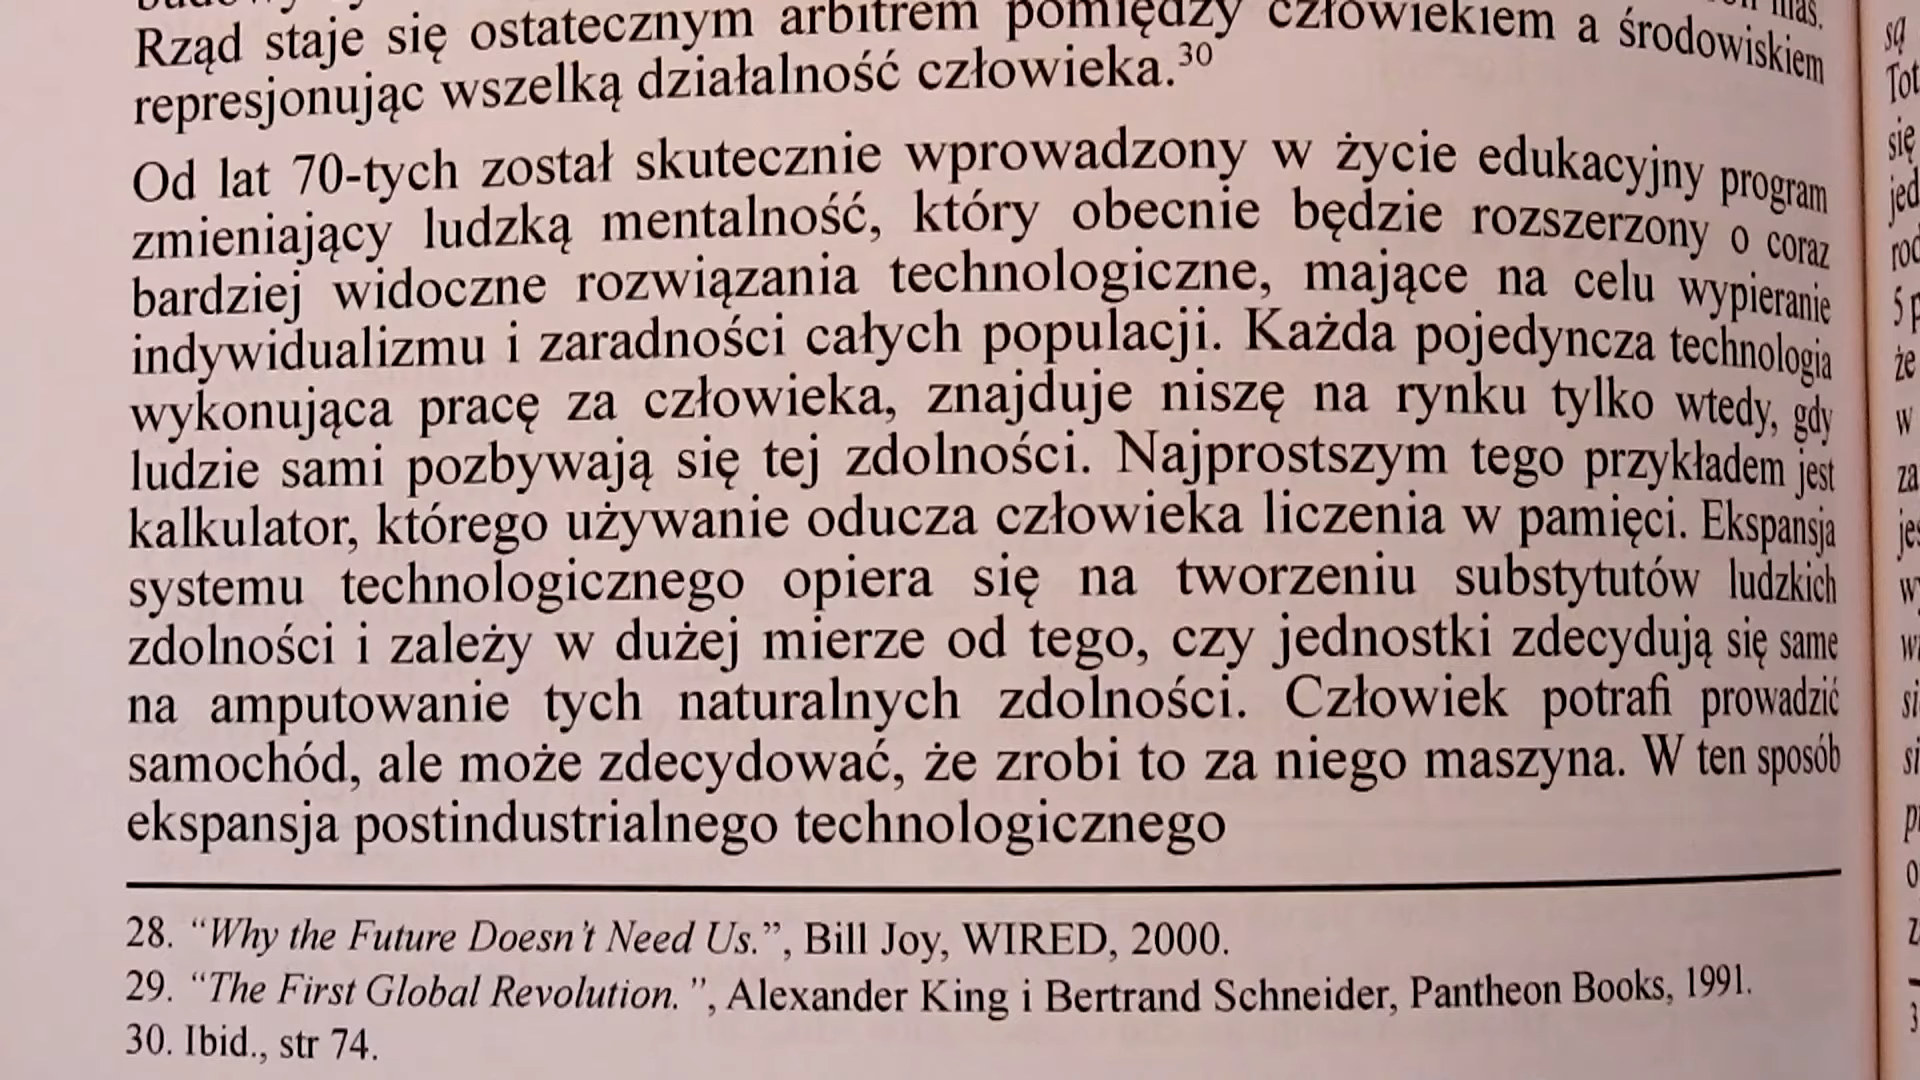 Rząd staje się ostatecznym arbitrem pomiędzy człowiekiem a środowiskiem
represjonując wszelką działalność człowieka.30
Od lat 70-tych został skutecznie wprowadzony w życie edukacyjny program
zmieniający ludzką mentalność, który obecnie będzie rozszerzony o coraz
bardziej widoczne rozwiązania technologiczne, mające na celu wypieranie
indywidualizmu i zaradności całych populacji. Każda pojedyncza technologia
wykonująca pracę za człowieka, znajduje niszę na rynku tylko wtedy, gdy
ludzie sami pozbywają się tej zdolności. Najprostszym tego przykładem jest
kalkulator, którego używanie oducza człowieka liczenia w pamięci. Ekspansja
systemu technologicznego opiera się na tworzeniu substytutów ludzkich
zdolności i zależy w dużej mierze od tego, czy jednostki zdecydują się same
na amputowanie tych naturalnych zdolności. Człowiek potrafi prowadzić
samochód, ale może zdecydować, że zrobi to za niego maszyna. W ten sposób
ekspansja postindustrialnego technologicznego
28. “Why the Future Doesn't Need Us.”, Bill Joy, WIRED, 2000.
29. “The First Global Revolution. ”, Alexander King i Bertrand Schneider, Pantheon Books, 1991.
30. Ibid., str 74.